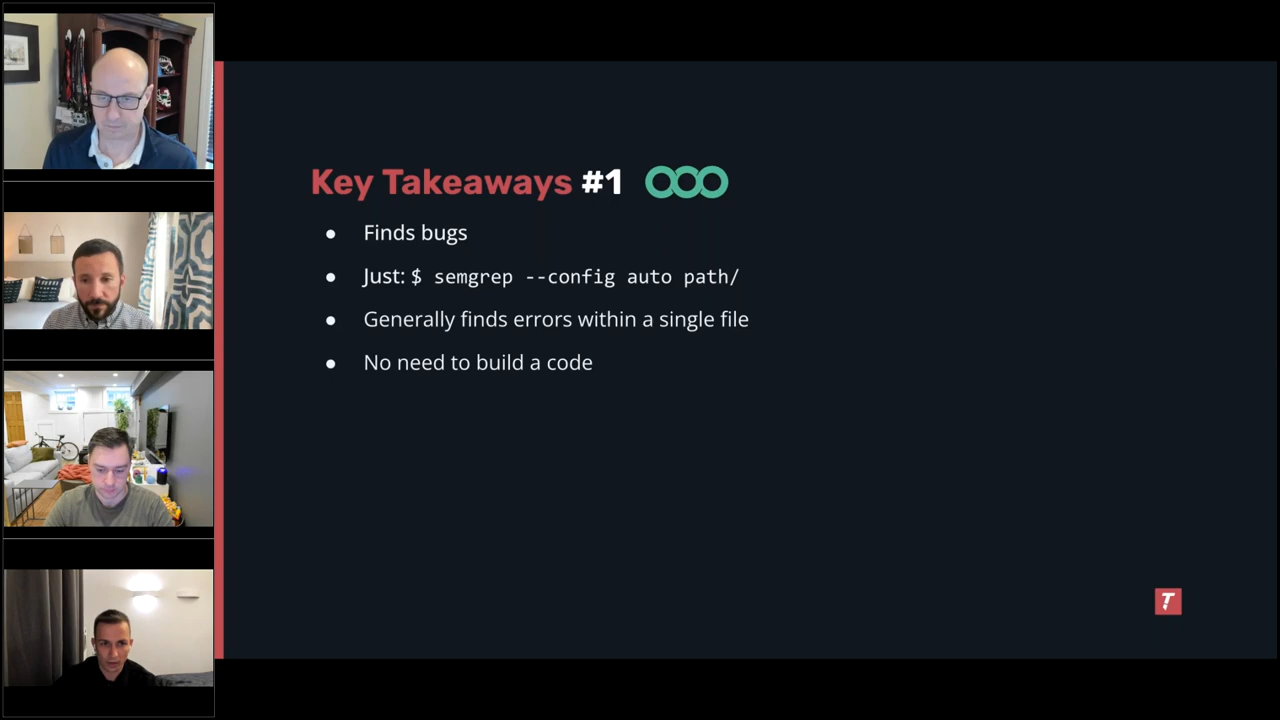 Key Takeaways #1
● Finds bugs
● Just: $ semgrep --config auto path/
● Generally finds errors within a single file
● No need to build a code